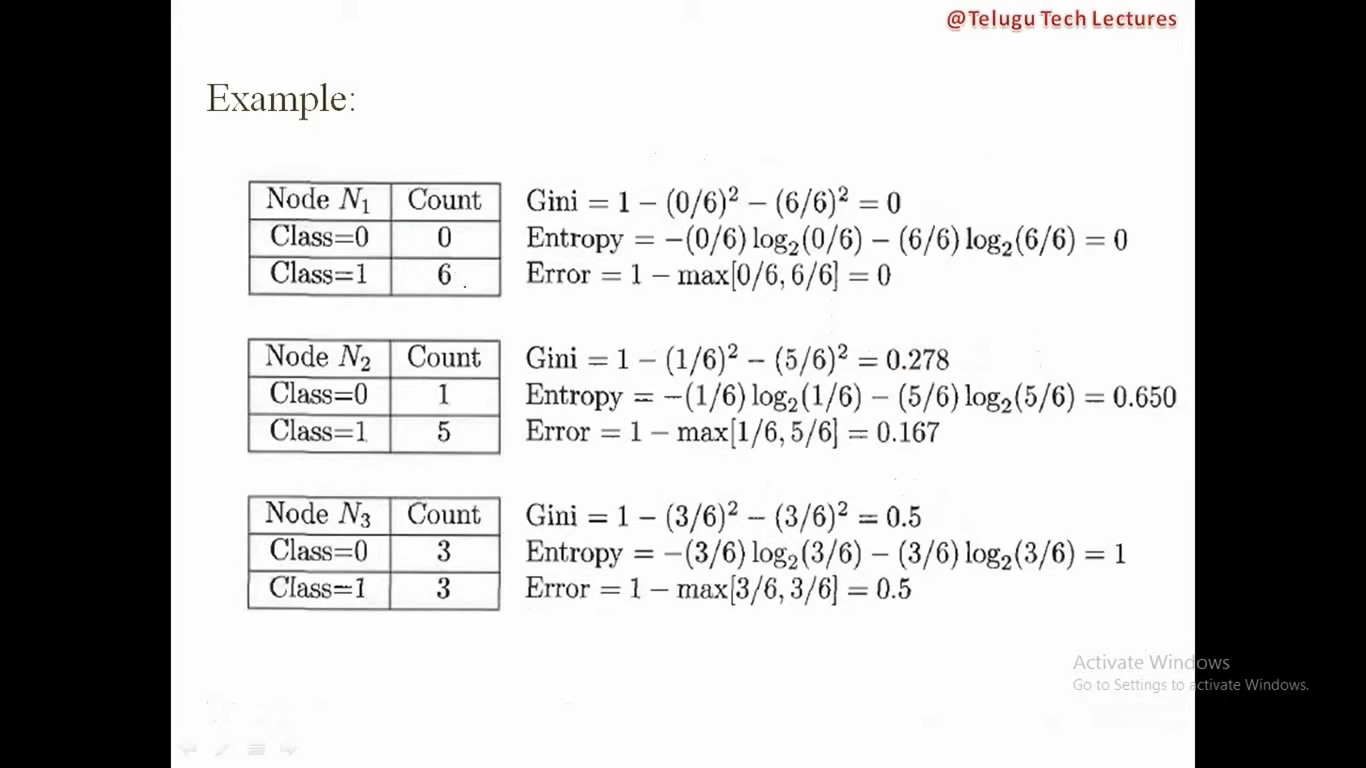 @Telugu Tech Lectures
Example:
Node N₁ Count
Class=0 0
Class=1 6
Gini = 1 − (0/6)² − (6/6)² = 0
Entropy = −(0/6) log₂(0/6) − (6/6) log₂(6/6) = 0
Error = 1 − max[0/6, 6/6] = 0
Node N₂ Count
Class=0 1
Class=1 5
Gini = 1 − (1/6)² − (5/6)² = 0.278
Entropy = −(1/6) log₂(1/6) − (5/6) log₂(5/6) = 0.650
Error = 1 − max[1/6, 5/6] = 0.167
Node N₃ Count
Class=0 3
Class=1 3
Gini = 1 − (3/6)² − (3/6)² = 0.5
Entropy = −(3/6) log₂(3/6) − (3/6) log₂(3/6) = 1
Error = 1 − max[3/6, 3/6] = 0.5
Activate Windows
Go to Settings to activate Windows.